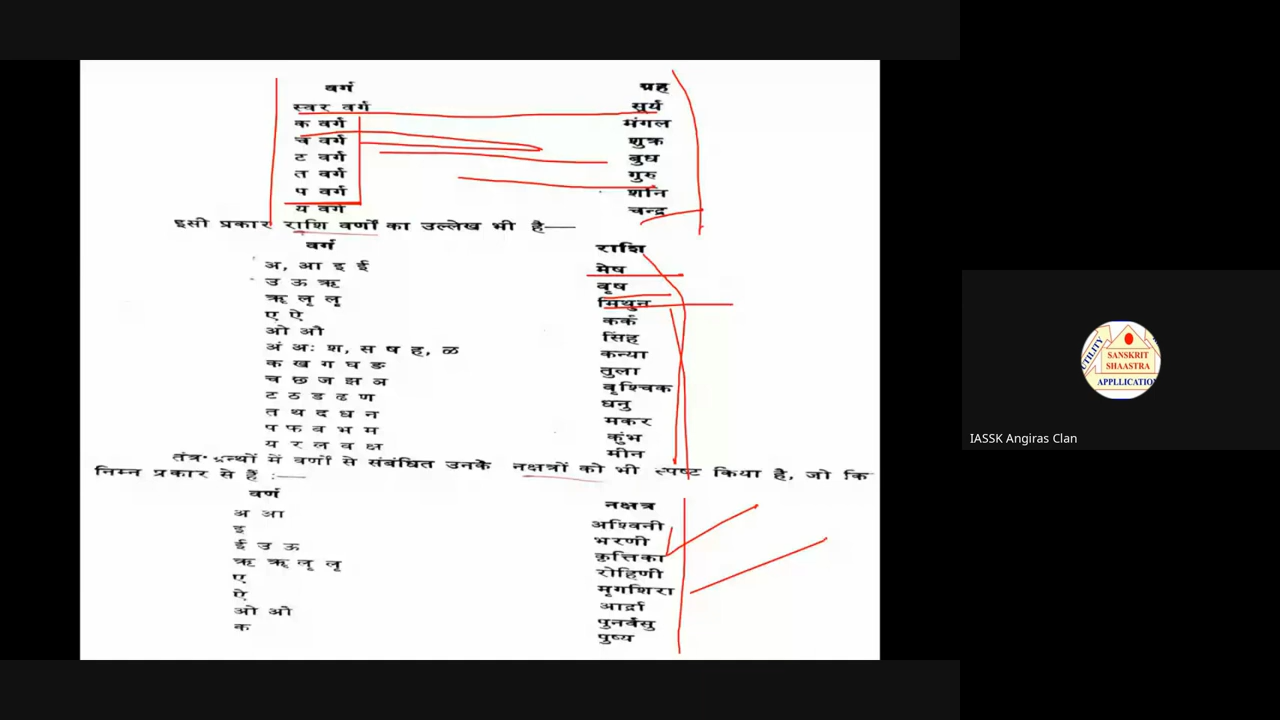 वर्ग ग्रह
स्वर वर्ग सूर्य
क वर्ग मंगल
च वर्ग शुक्र
ट वर्ग बुध
त वर्ग गुरु
प वर्ग शनि
य वर्ग चन्द्र
इसी प्रकार राशि वर्णों का उल्लेख भी है—
वर्ग राशि
अ, आ इ ई मेष
उ ऊ ऋ वृष
ॠ लृ लॄ मिथुन
ए ऐ कर्क
ओ औ सिंह
अं अः श, स ष ह, ळ कन्या
क ख ग घ ङ तुला
च छ ज झ ञ वृश्चिक
ट ठ ड ढ ण धनु
त थ द ध न मकर
प फ ब भ म कुंभ
य र ल व क्ष मीन
तंत्र ग्रन्थों में वर्णों से संबंधित उनके नक्षत्रों को भी स्पष्ट किया है, जो कि
निम्न प्रकार से हैं :—
वर्ण नक्षत्र
अ आ अश्विनी
इ भरणी
ई उ ऊ कृत्तिका
ऋ ॠ लृ लॄ रोहिणी
ए मृगशिरा
ऐ आर्द्रा
ओ औ पुनर्वसु
क पुष्य
UTILITY
SANSKRIT
SHAASTRA
APPLLICATIO
IASSK Angiras Clan